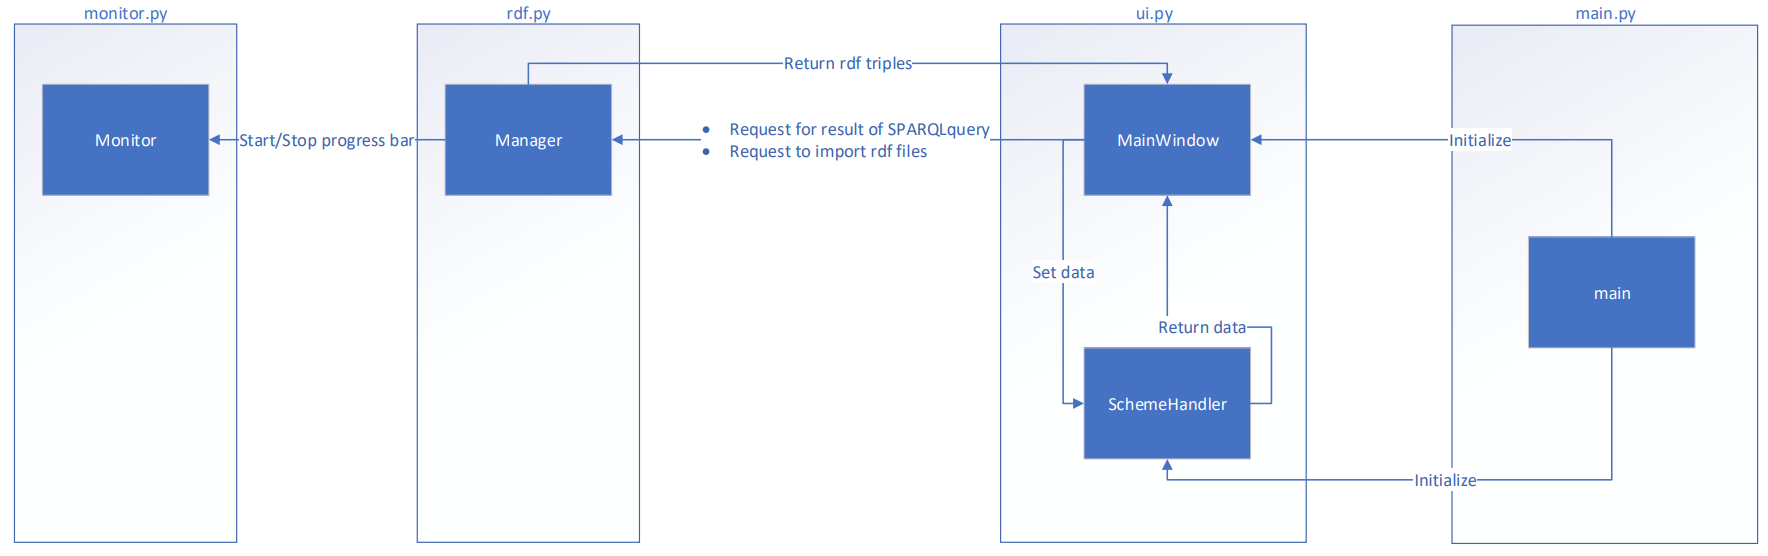 monitor.py
rdf.py
ui.py
main.py
Return rdf triples
Monitor
Start/Stop progress bar
Manager
• Request for result of SPARQLquery
• Request to import rdf files
MainWindow
Initialize
Set data
main
Return data
SchemeHandler
Initialize